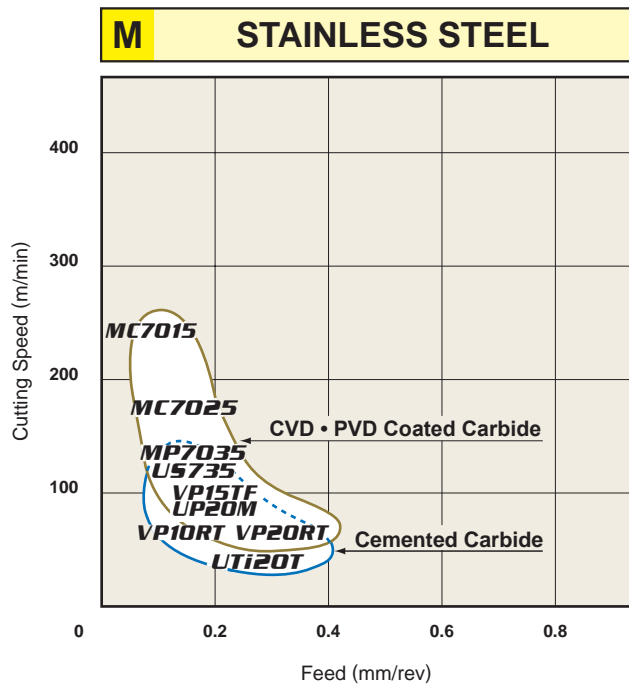 M STAINLESS STEEL
400
300
200
100
0
0.2
0.4
0.6
0.8
Cutting Speed (m/min)
Feed (mm/rev)
MC7015
MC7025
CVD • PVD Coated Carbide
MP7035
US735
VP15TF
UP20M
VP10RT VP20RT
Cemented Carbide
UTi20T